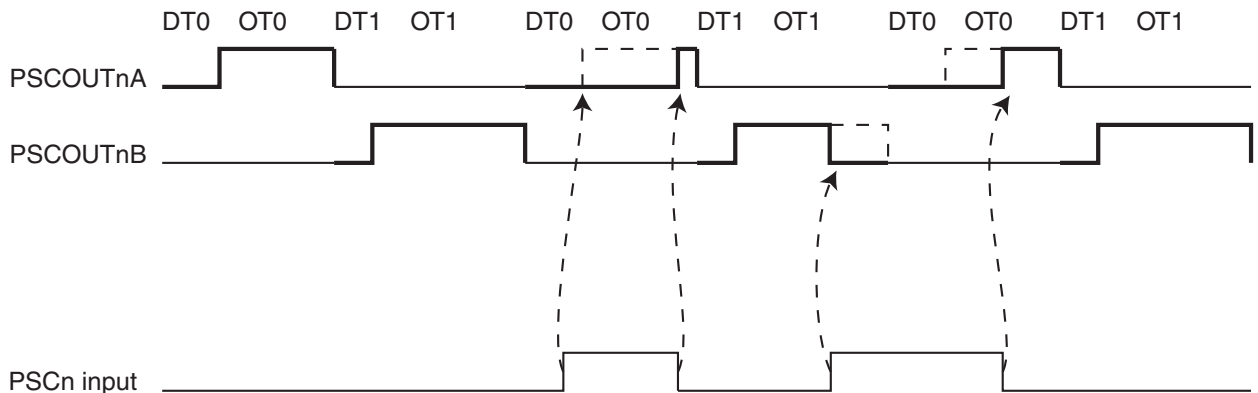 DT0 OT0 DT1 OT1 DT0 OT0 DT1 OT1 DT0 OT0 DT1 OT1
PSCOUTnA
PSCOUTnB
PSCn input